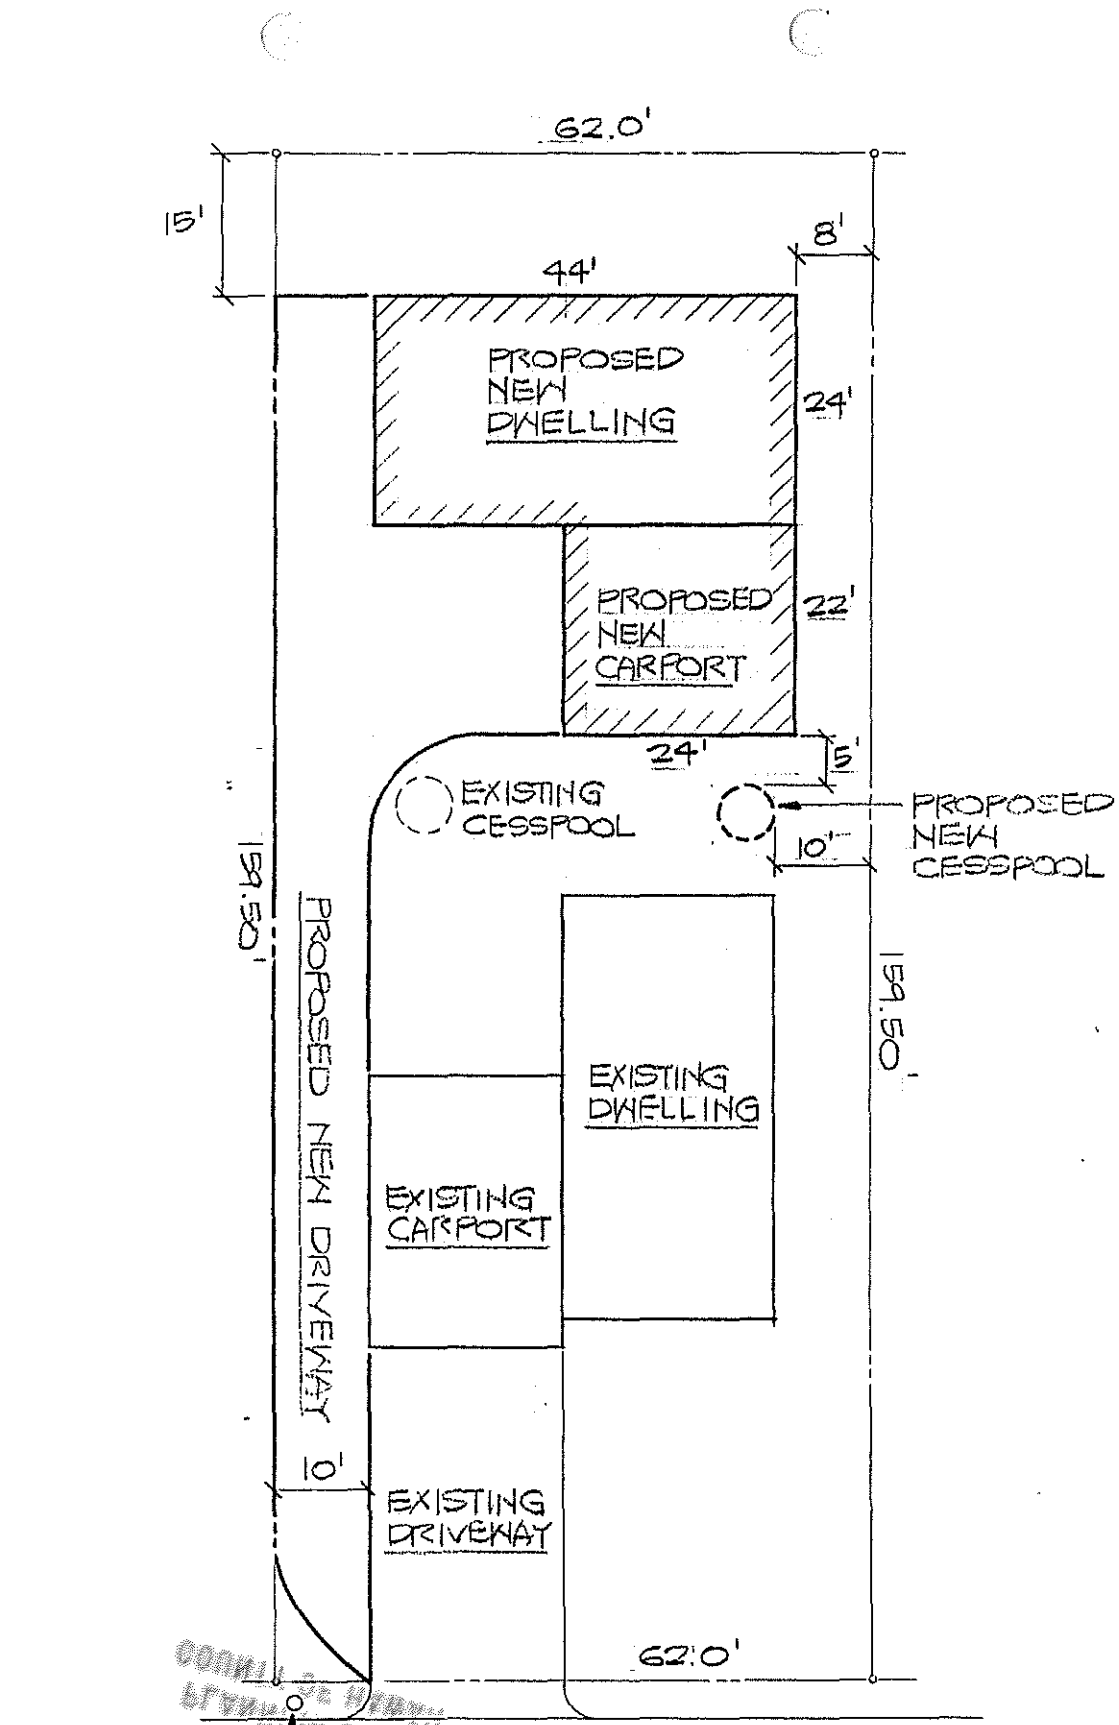 62.0'
15'
8'
44'
PROPOSED
NEW
DWELLING
24'
PROPOSED
NEW
CARPORT
22'
24'
5'
EXISTING
CESSPOOL
PROPOSED
NEW
CESSPOOL
10'
159.50'
PROPOSED NEW DRIVEWAY
159.50'
EXISTING
DWELLING
EXISTING
CARPORT
10'
EXISTING
DRIVEWAY
62.0'